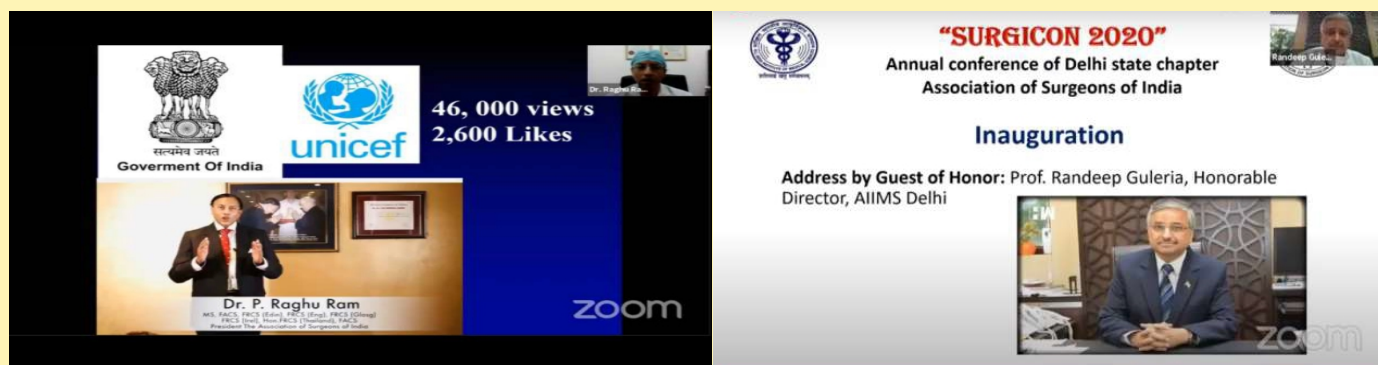 सत्यमेव जयते
Goverment Of India
unicef
46, 000 views
2,600 Likes
Dr. Raghu Ra...
Dr. P. Raghu Ram
MS, FACS, FRCS (Edin), FRCS (Eng), FRCS (Glasg)
FRCS (Irel), Hon.FRCS (Thailand), FACS
President The Association of Surgeons of India
zoom
"SURGICON 2020"
Annual conference of Delhi state chapter
Association of Surgeons of India
Randeep Gule...
Inauguration
Address by Guest of Honor: Prof. Randeep Guleria, Honorable
Director, AIIMS Delhi
zoom